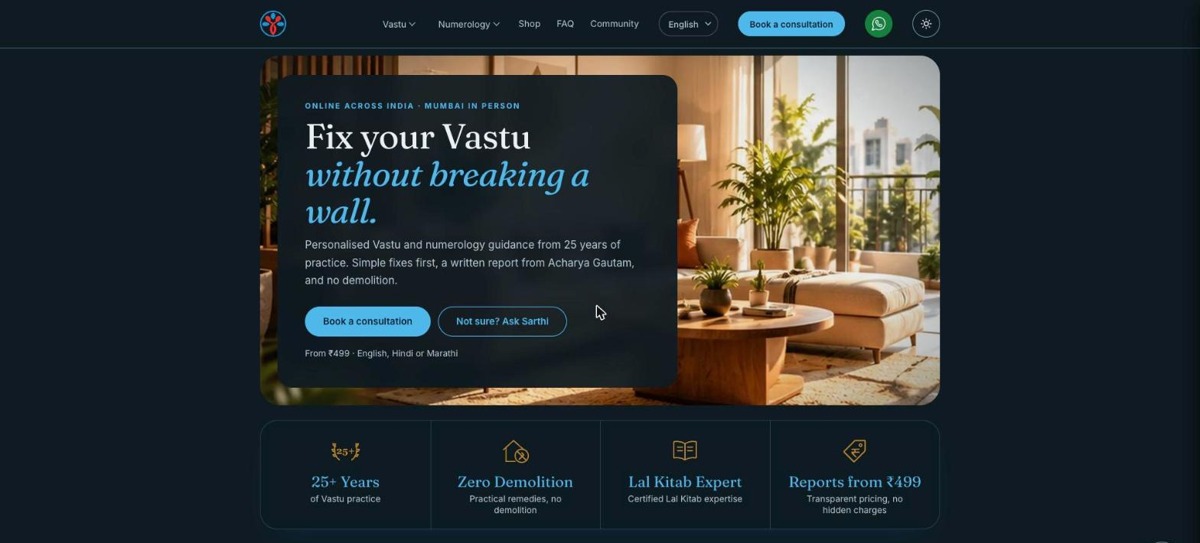 Vastu
Numerology
Shop
FAQ
Community
English
Book a consultation
ONLINE ACROSS INDIA · MUMBAI IN PERSON
Fix your Vastu
without breaking a
wall.
Personalised Vastu and numerology guidance from 25 years of
practice. Simple fixes first, a written report from Acharya Gautam,
and no demolition.
Book a consultation
Not sure? Ask Sarthi
From ₹499 · English, Hindi or Marathi
25+
25+ Years
of Vastu practice
Zero Demolition
Practical remedies, no
demolition
Lal Kitab Expert
Certified Lal Kitab expertise
₹
Reports from ₹499
Transparent pricing, no
hidden charges